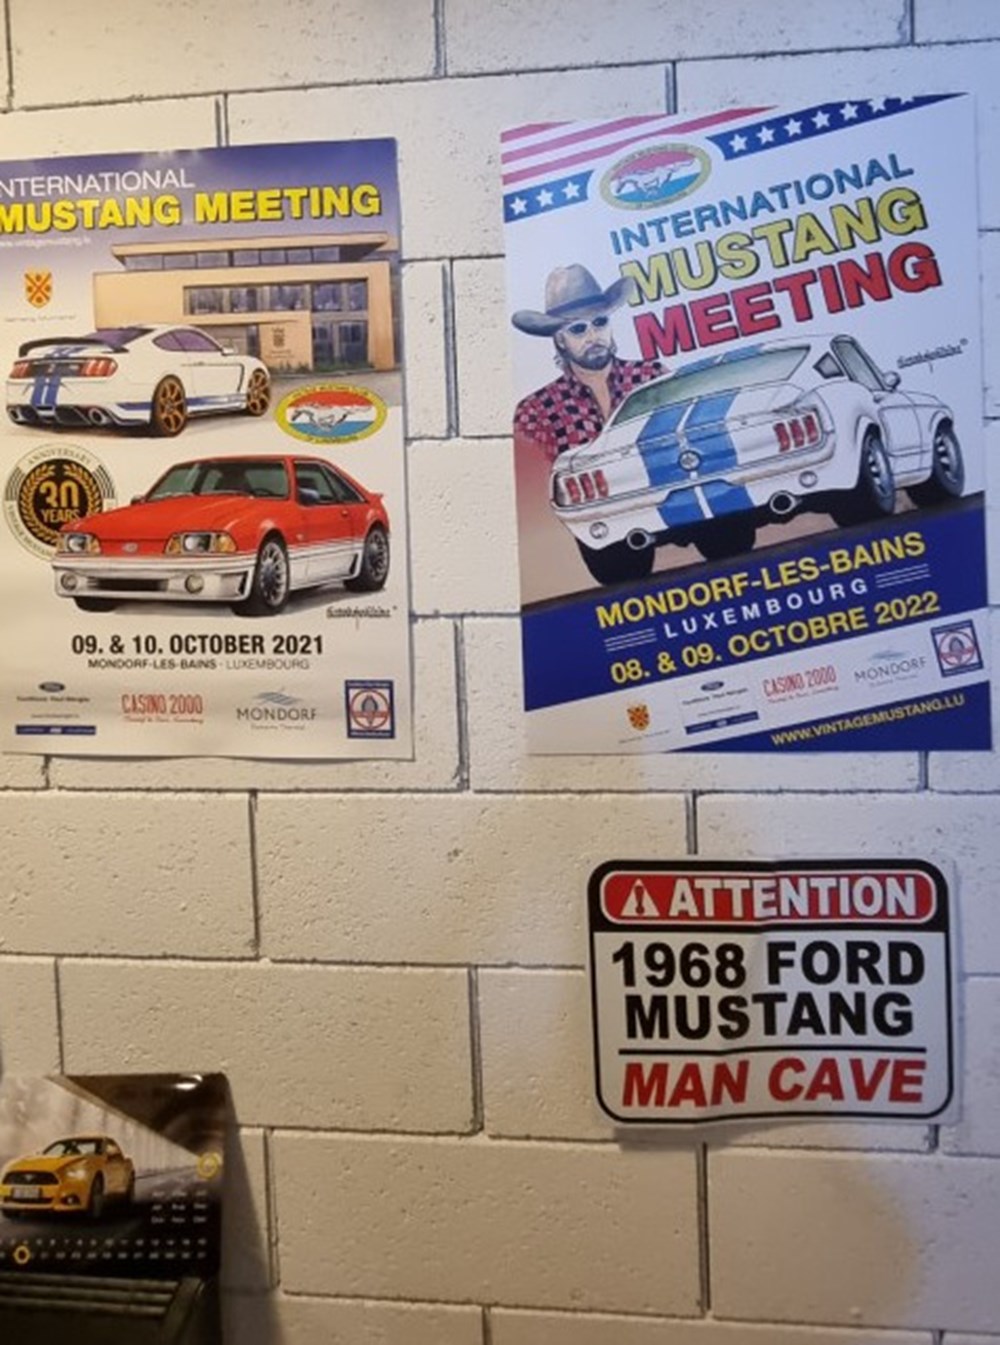 INTERNATIONAL
MUSTANG MEETING
ANNIVERSARY
30
YEARS
09. & 10. OCTOBER 2021
MONDORF-LES-BAINS - LUXEMBOURG
CASINO 2000
MONDORF
INTERNATIONAL
MUSTANG
MEETING
MONDORF-LES-BAINS
LUXEMBOURG
08. & 09. OCTOBRE 2022
CASINO 2000
MONDORF
WWW.VINTAGEMUSTANG.LU
ATTENTION
1968 FORD
MUSTANG
MAN CAVE